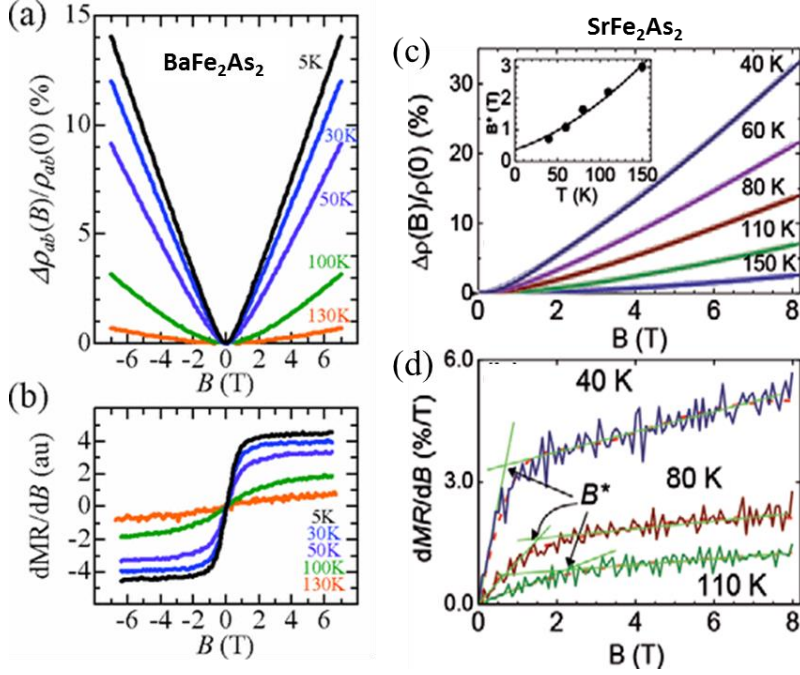 (a)
15
10
5
0
Δρab(B)/ρab(0) (%)
BaFe₂As₂
5K
30K
50K
100K
130K
-6 -4 -2 0 2 4 6
B (T)
(b)
4
2
0
-2
-4
dMR/dB (au)
5K
30K
50K
100K
130K
-6 -4 -2 0 2 4 6
B (T)
SrFe₂As₂
(c)
30
20
10
0
Δρ(B)/ρ(0) (%)
3
2
1
0
B* (T)
0 50 100 150
T (K)
40 K
60 K
80 K
110 K
150 K
0 2 4 6 8
B (T)
(d)
6.0
3.0
0.0
dMR/dB (%/T)
40 K
B*
80 K
110 K
0 2 4 6 8
B (T)